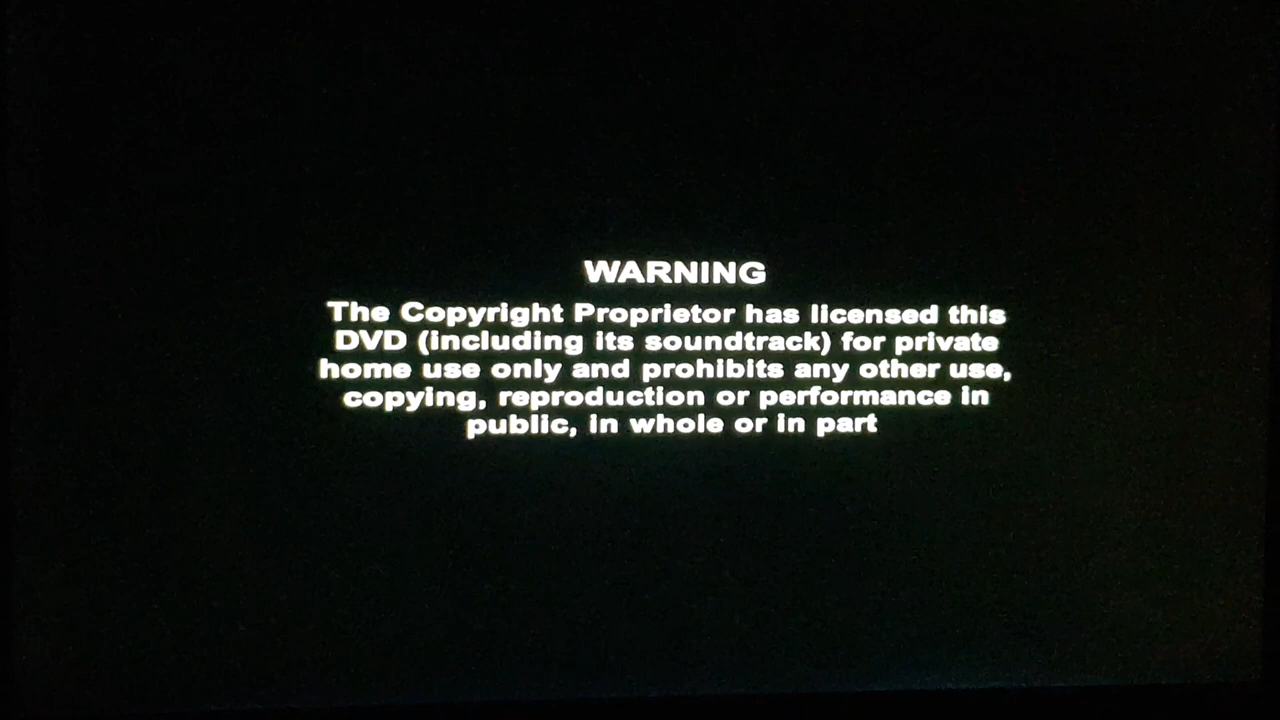 WARNING
The Copyright Proprietor has licensed this
DVD (including its soundtrack) for private
home use only and prohibits any other use,
copying, reproduction or performance in
public, in whole or in part